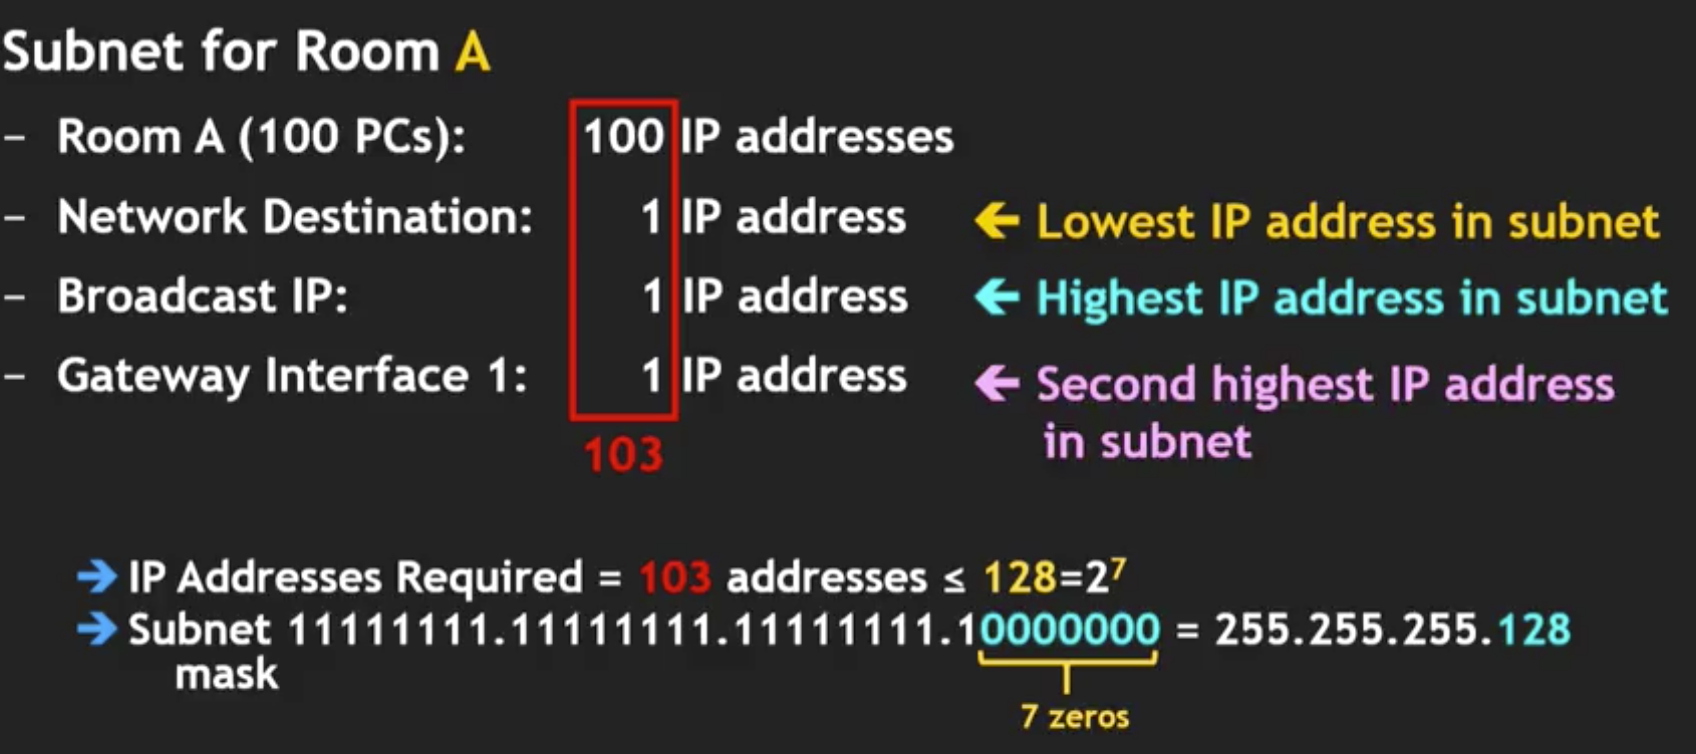 Subnet for Room A
– Room A (100 PCs): 100 IP addresses
– Network Destination: 1 IP address ← Lowest IP address in subnet
– Broadcast IP: 1 IP address ← Highest IP address in subnet
– Gateway Interface 1: 1 IP address ← Second highest IP address
in subnet
103
→ IP Addresses Required = 103 addresses ≤ 128=2⁷
→ Subnet 11111111.11111111.11111111.10000000 = 255.255.255.128
mask
7 zeros